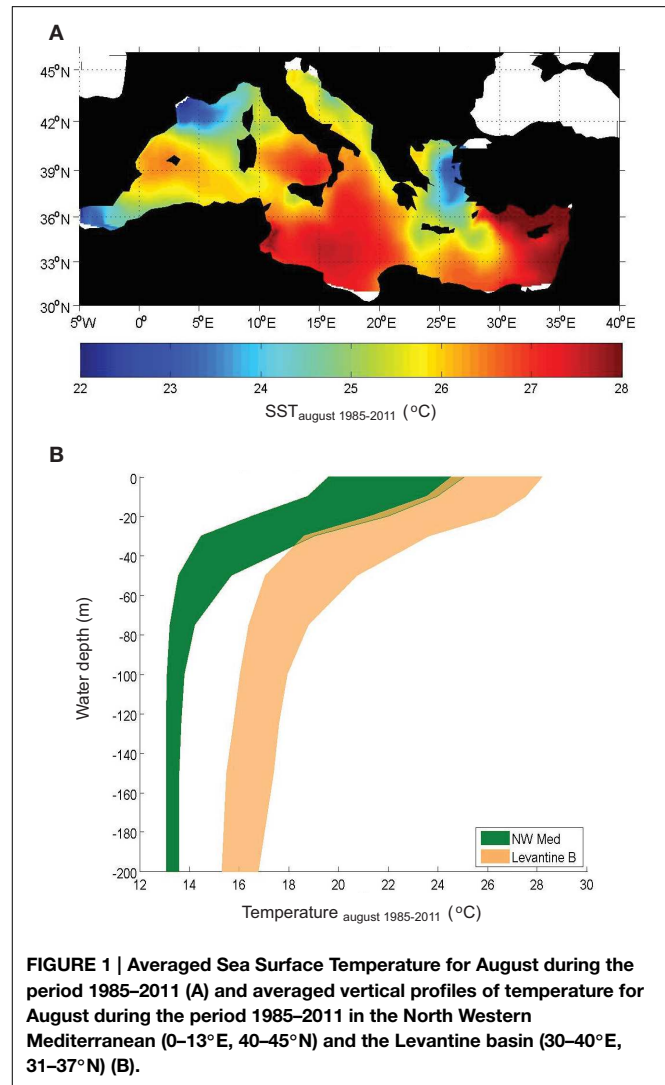 A
45°N
42°N
39°N
36°N
33°N
30°N
5°W 0° 5°E 10°E 15°E 20°E 25°E 30°E 35°E 40°E
22 23 24 25 26 27 28
SST august 1985-2011 (°C)
B
0
-20
-40
-60
-80
-100
-120
-140
-160
-180
-200
Water depth (m)
NW Med
Levantine B
12 14 16 18 20 22 24 26 28 30
Temperature august 1985-2011 (°C)
FIGURE 1 | Averaged Sea Surface Temperature for August during the
period 1985–2011 (A) and averaged vertical profiles of temperature for
August during the period 1985–2011 in the North Western
Mediterranean (0–13°E, 40–45°N) and the Levantine basin (30–40°E,
31–37°N) (B).